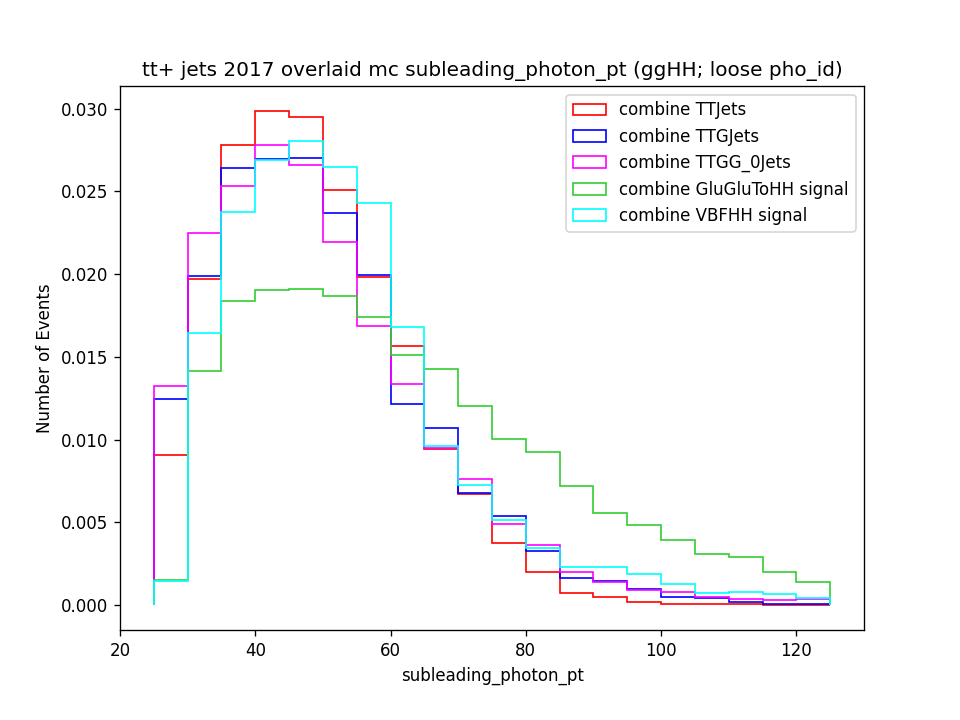 tt+ jets 2017 overlaid mc subleading_photon_pt (ggHH; loose pho_id)
combine TTJets
combine TTGJets
combine TTGG_0Jets
combine GluGluToHH signal
combine VBFHH signal
Number of Events
0.030
0.025
0.020
0.015
0.010
0.005
0.000
20
40
60
80
100
120
subleading_photon_pt